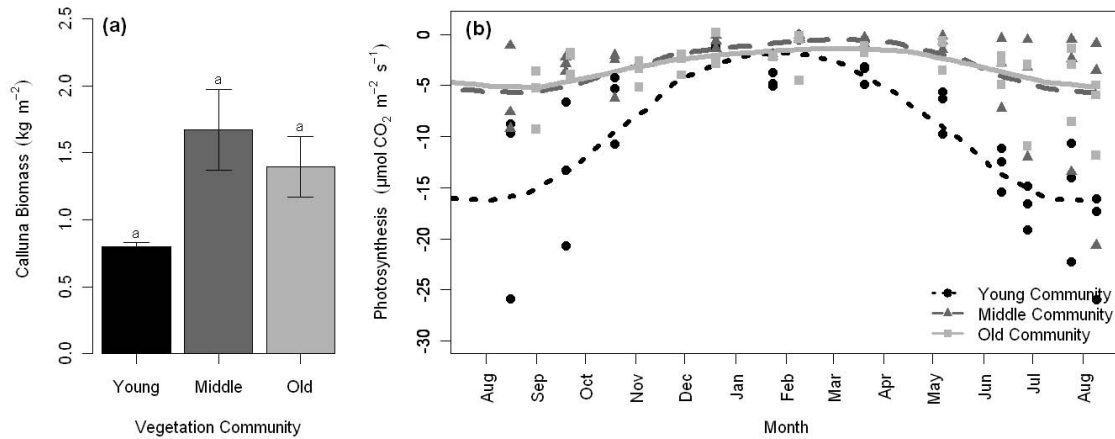 (a)
Calluna Biomass (kg m⁻²)
2.5
2.0
1.5
1.0
0.5
0.0
a
a
a
Young
Middle
Old
Vegetation Community
(b)
Photosynthesis (μmol CO₂ m⁻² s⁻¹)
0
-5
-10
-15
-20
-25
-30
Young Community
Middle Community
Old Community
Aug
Sep
Oct
Nov
Dec
Jan
Feb
Mar
Apr
May
Jun
Jul
Aug
Month